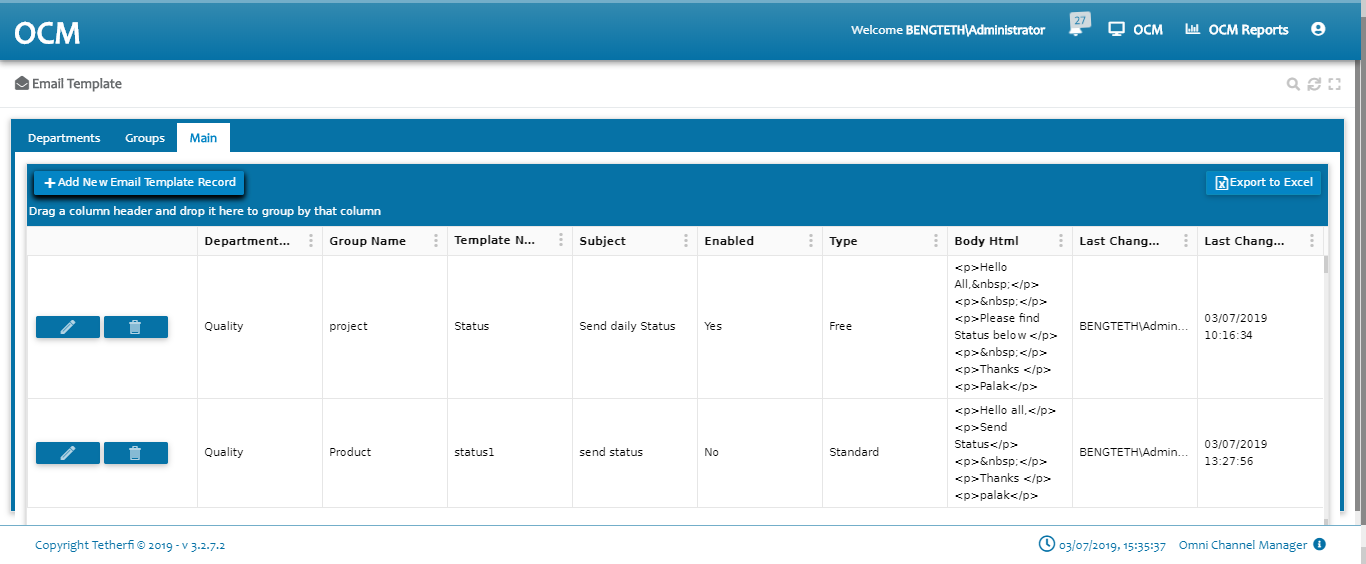 OCM
Welcome BENGTETH\Administrator
27
OCM
OCM Reports
Email Template
Departments
Groups
Main
Add New Email Template Record
Export to Excel
Drag a column header and drop it here to group by that column
Department...
Group Name
Template N...
Subject
Enabled
Type
Body Html
Last Chang...
Last Chang...
Quality
project
Status
Send daily Status
Yes
Free
<p>Hello
All,&nbsp;</p>
<p>&nbsp;</p>
<p>Please find
Status below </p>
<p>&nbsp;</p>
<p>Thanks </p>
<p>Palak</p>
BENGTETH\Admin...
03/07/2019
10:16:34
Quality
Product
status1
send status
No
Standard
<p>Hello all,</p>
<p>Send
Status</p>
<p>&nbsp;</p>
<p>Thanks </p>
<p>palak</p>
BENGTETH\Admin...
03/07/2019
13:27:56
Copyright Tetherfi © 2019 - v 3.2.7.2
03/07/2019, 15:35:37
Omni Channel Manager